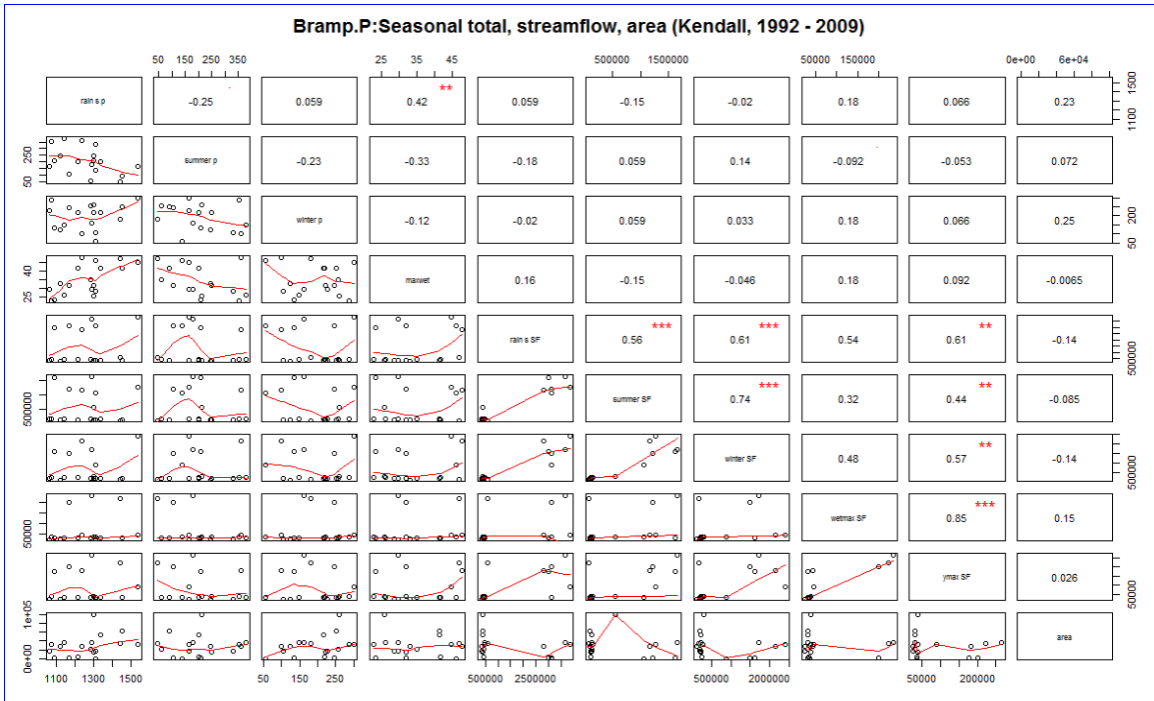 Bramp.P:Seasonal total, streamflow, area (Kendall, 1992 - 2009)
50 150 250 350 25 35 45 500000 1500000 50000 150000 0e+00 6e+04
rain s p -0.25 . 0.059 0.42 ** 0.059 -0.15 -0.02 0.18 0.066 0.23 1100 1500
50 250 summer p -0.23 -0.33 -0.18 0.059 0.14 -0.092 . -0.053 0.072
winter p -0.12 -0.02 0.059 0.033 0.18 0.066 0.25 50 200
25 40 maxwet 0.16 -0.15 -0.046 0.18 0.092 -0.0065
rain s SF 0.56 *** 0.61 *** 0.54 0.61 ** -0.14 500000
500000 summer SF 0.74 *** 0.32 0.44 ** -0.085
winter SF 0.48 0.57 ** -0.14 500000
50000 wetmax SF 0.85 *** 0.15
ymax SF 0.026 50000
0e+00 1e+05 area
1100 1300 1500 50 150 250 500000 2500000 500000 2000000 50000 200000